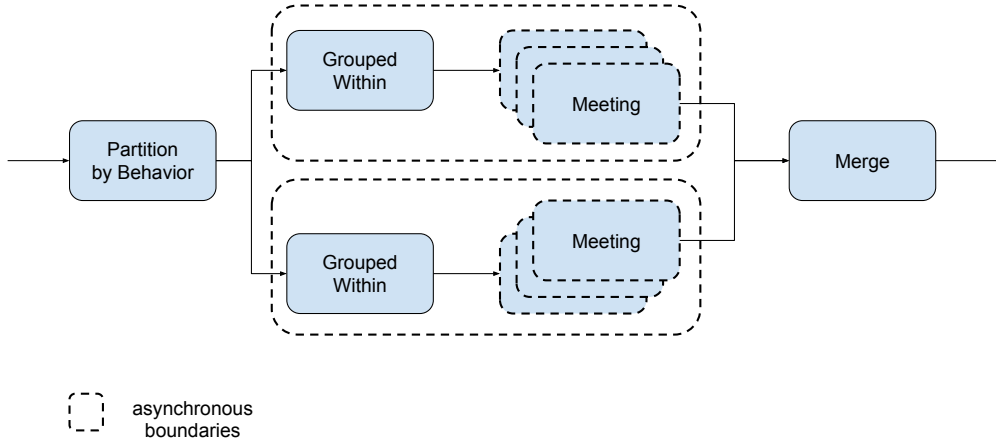 Partition
by Behavior
Grouped
Within
Meeting
Grouped
Within
Meeting
Merge
asynchronous
boundaries